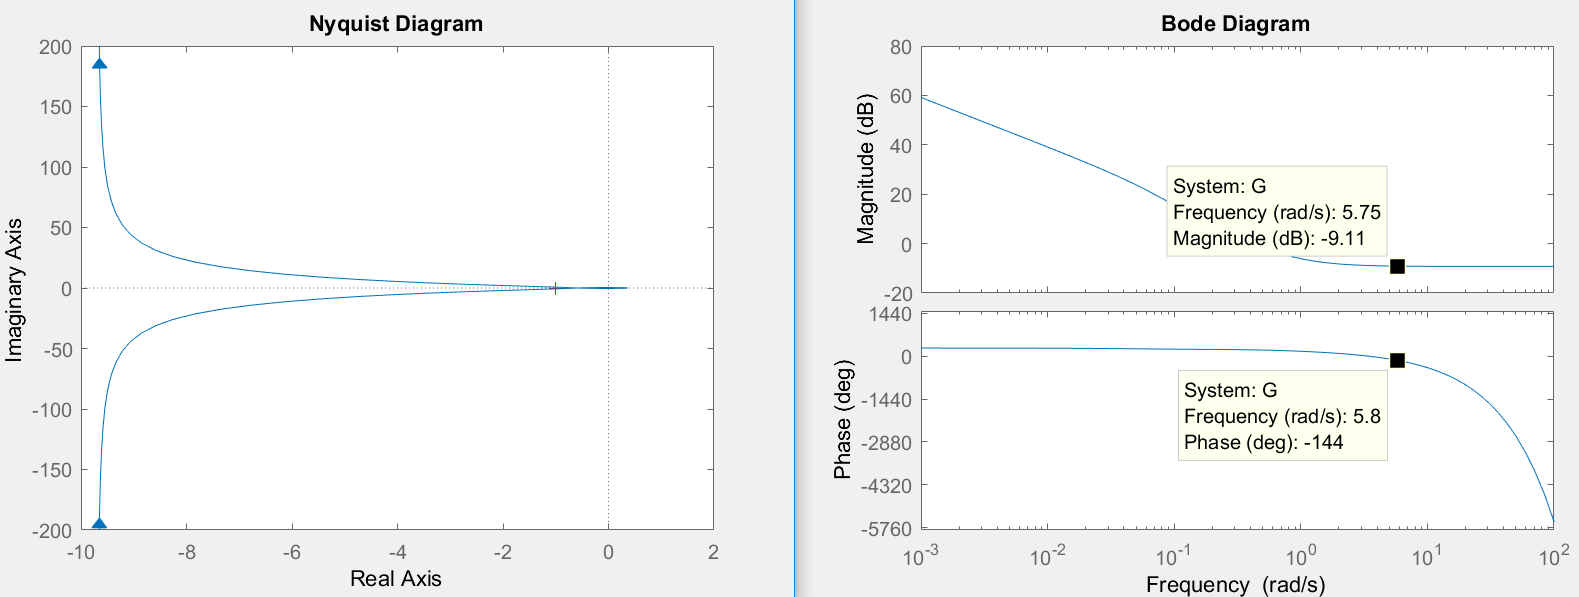 Nyquist Diagram
200
150
100
50
0
-50
-100
-150
-200
-10
-8
-6
-4
-2
0
2
Real Axis
Imaginary Axis
Bode Diagram
80
60
40
20
0
-20
Magnitude (dB)
System: G
Frequency (rad/s): 5.75
Magnitude (dB): -9.11
1440
0
-1440
-2880
-4320
-5760
Phase (deg)
System: G
Frequency (rad/s): 5.8
Phase (deg): -144
10^-3
10^-2
10^-1
10^0
10^1
10^2
Frequency (rad/s)